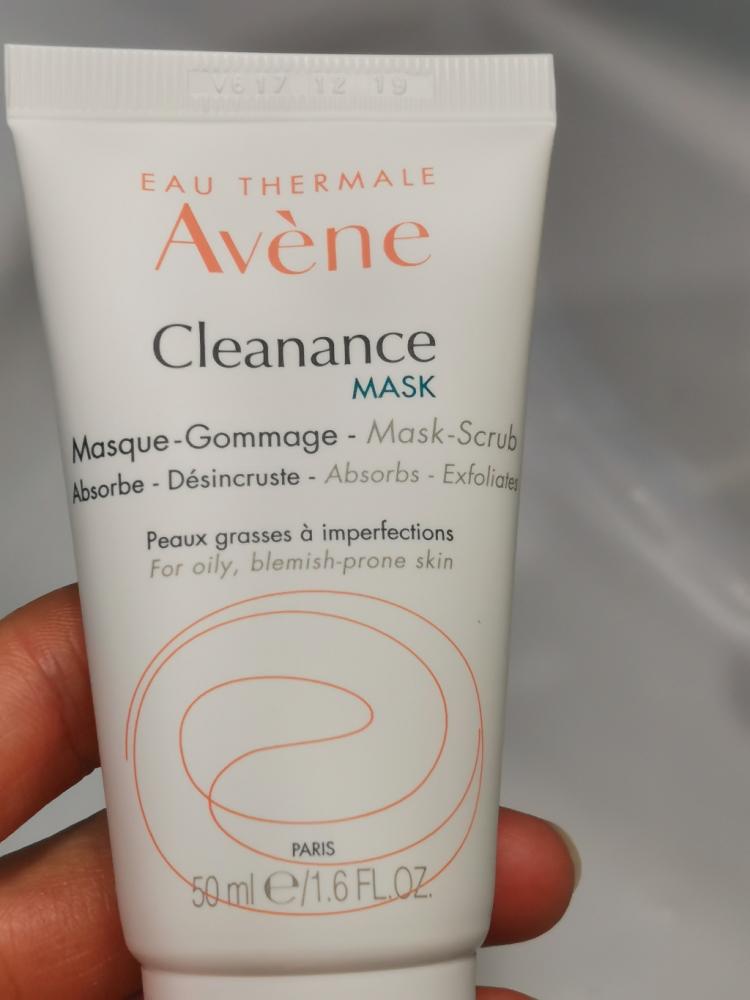 V617 12 19
EAU THERMALE
Avène
Cleanance
MASK
Masque-Gommage - Mask-Scrub
Absorbe - Désincruste - Absorbs - Exfoliates
Peaux grasses à imperfections
For oily, blemish-prone skin
PARIS
50 ml e/1.6 FL.OZ.